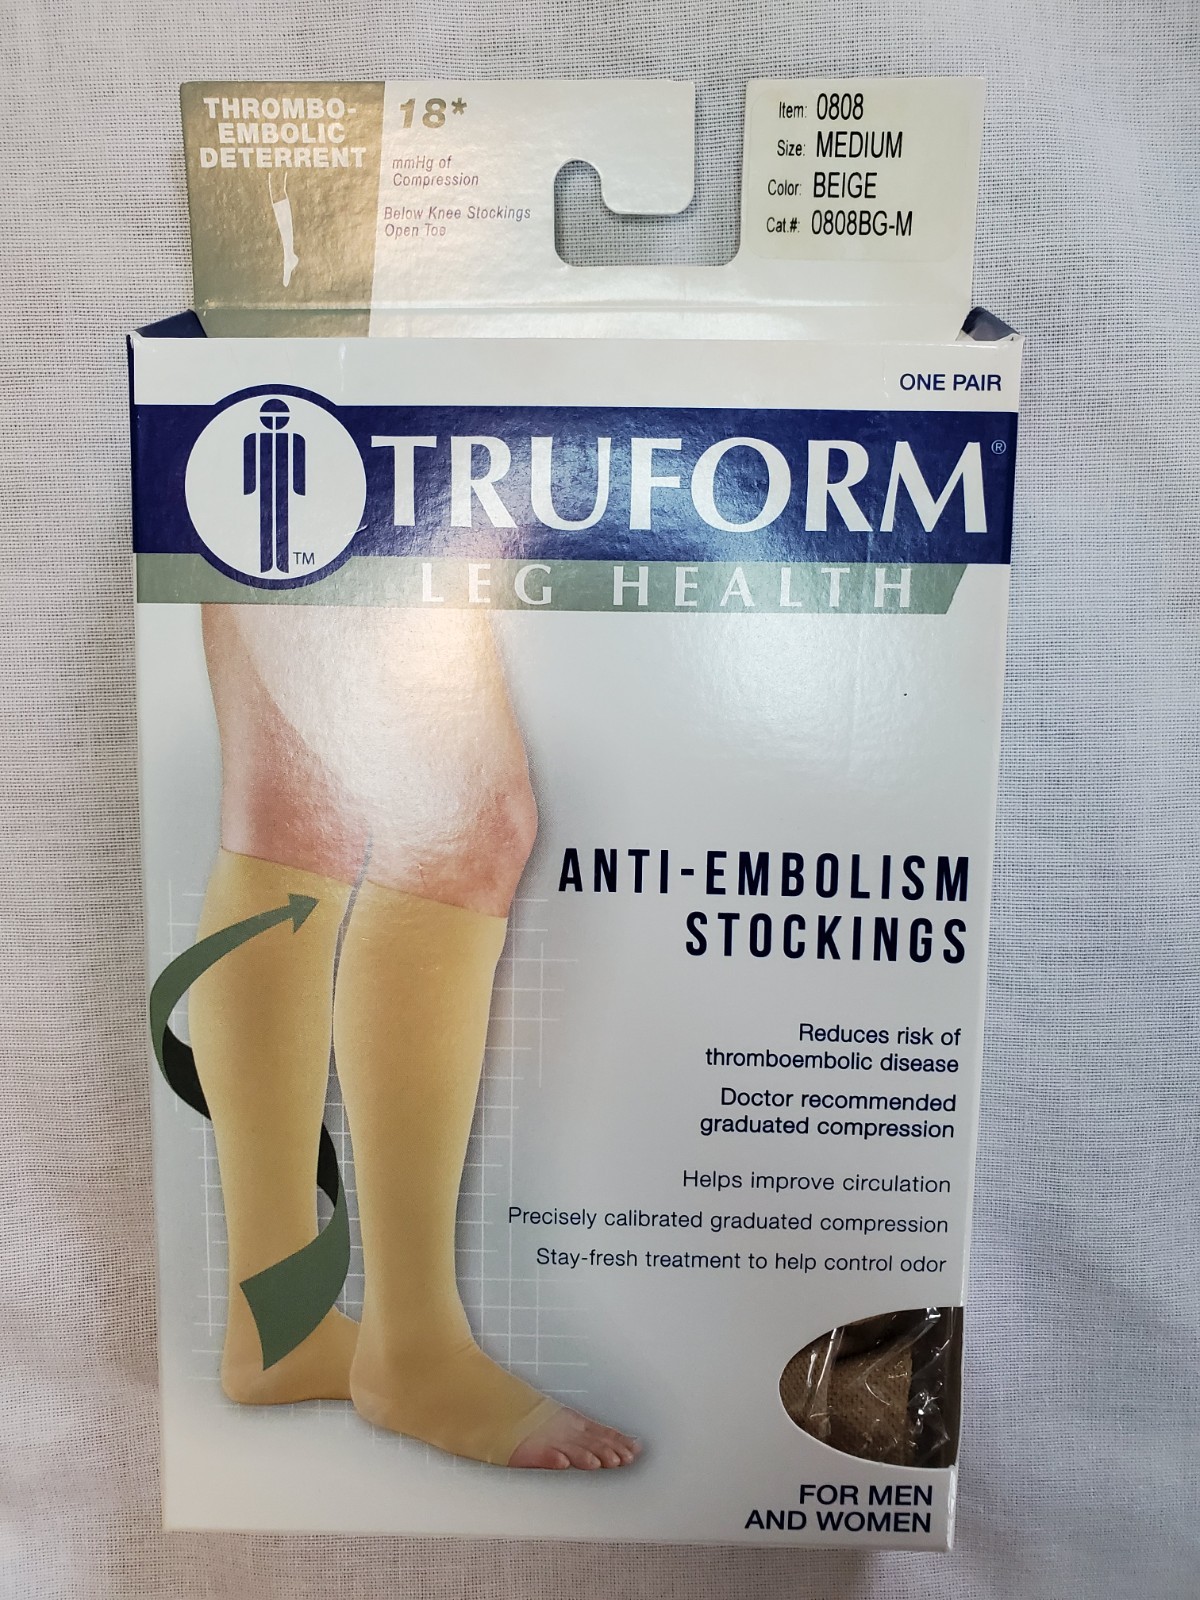 THROMBO-
EMBOLIC
DETERRENT
18*
mmHg of
Compression
Below Knee Stockings
Open Toe
Item: 0808
Size: MEDIUM
Color: BEIGE
Cat.#: 0808BG-M
ONE PAIR
TRUFORM®
TM
LEG HEALTH
ANTI-EMBOLISM
STOCKINGS
Reduces risk of
thromboembolic disease
Doctor recommended
graduated compression
Helps improve circulation
Precisely calibrated graduated compression
Stay-fresh treatment to help control odor
FOR MEN
AND WOMEN